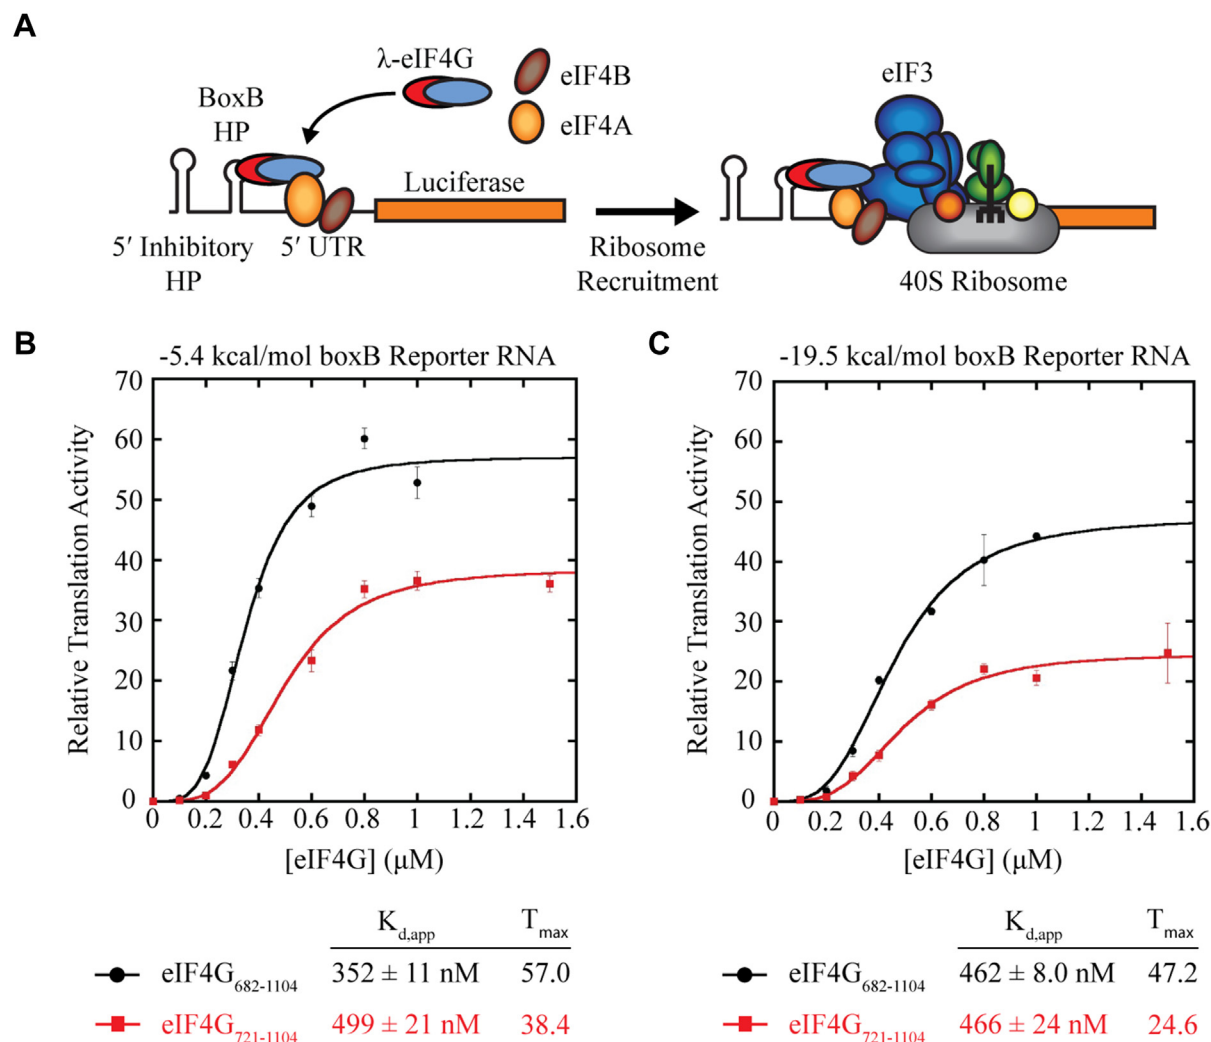 A
λ-eIF4G
eIF4B
eIF4A
BoxB
HP
Luciferase
5′ Inhibitory
HP
5′ UTR
Ribosome
Recruitment
eIF3
40S Ribosome
B
-5.4 kcal/mol boxB Reporter RNA
Relative Translation Activity
70
60
50
40
30
20
10
0
0 0.2 0.4 0.6 0.8 1 1.2 1.4 1.6
[eIF4G] (μM)
Kd,app Tmax
eIF4G682-1104 352 ± 11 nM 57.0
eIF4G721-1104 499 ± 21 nM 38.4
C
-19.5 kcal/mol boxB Reporter RNA
Relative Translation Activity
70
60
50
40
30
20
10
0
0 0.2 0.4 0.6 0.8 1 1.2 1.4 1.6
[eIF4G] (μM)
Kd,app Tmax
eIF4G682-1104 462 ± 8.0 nM 47.2
eIF4G721-1104 466 ± 24 nM 24.6